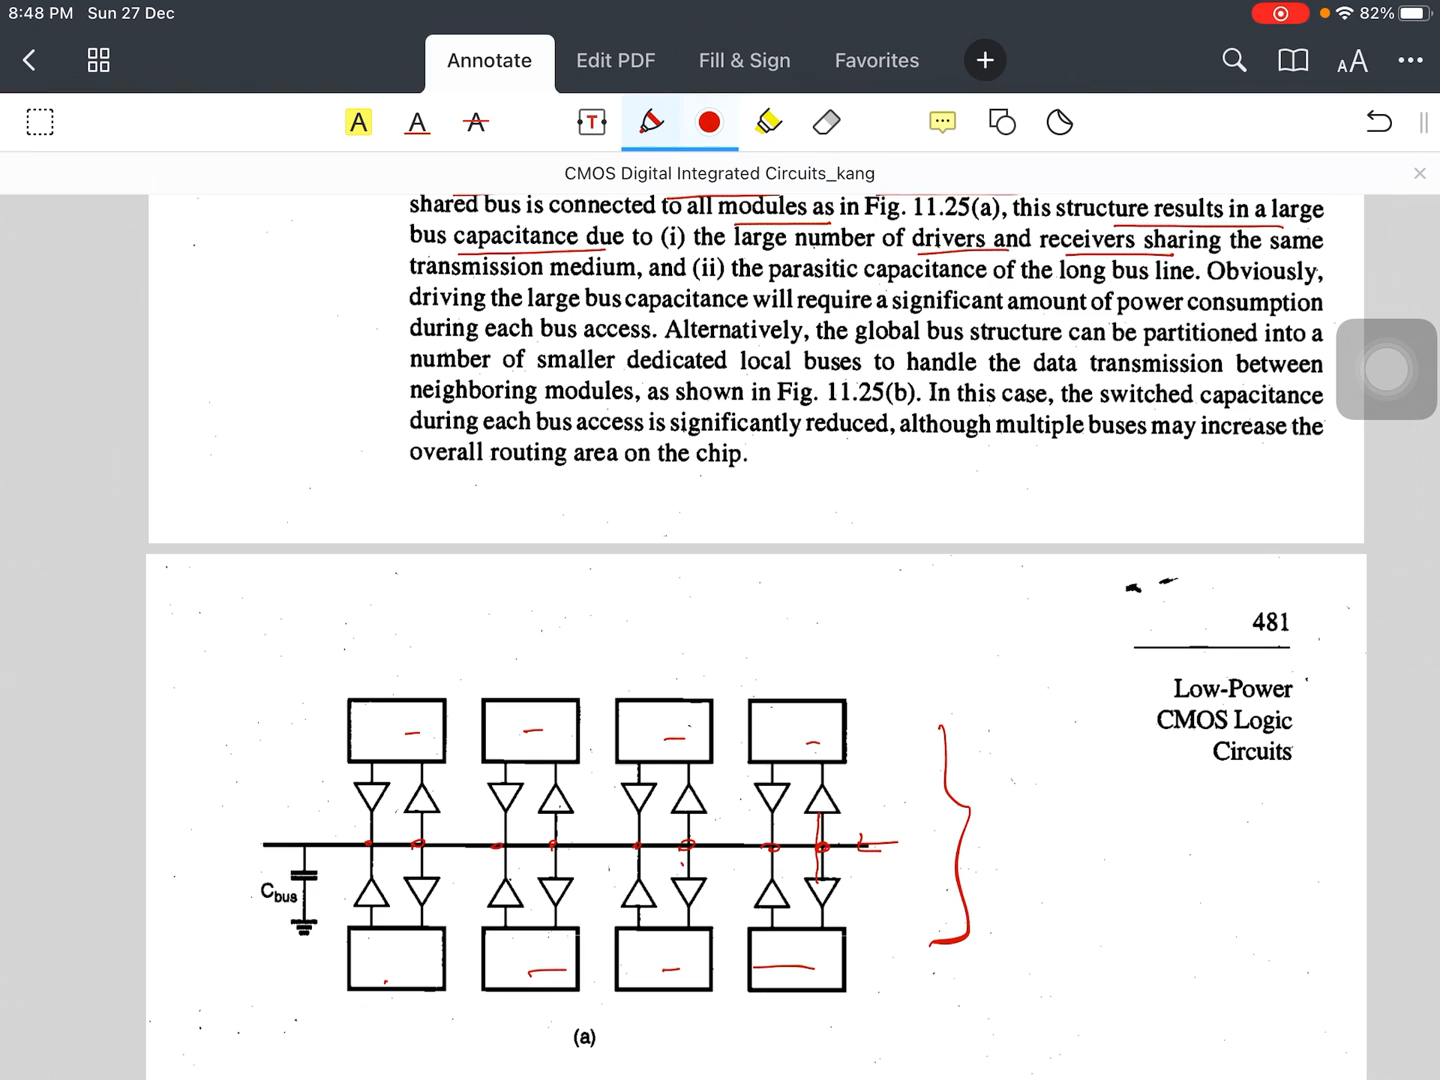 8:48 PM Sun 27 Dec
82%
Annotate Edit PDF Fill & Sign Favorites +
AA
A A A T
CMOS Digital Integrated Circuits_kang
shared bus is connected to all modules as in Fig. 11.25(a), this structure results in a large
bus capacitance due to (i) the large number of drivers and receivers sharing the same
transmission medium, and (ii) the parasitic capacitance of the long bus line. Obviously,
driving the large bus capacitance will require a significant amount of power consumption
during each bus access. Alternatively, the global bus structure can be partitioned into a
number of smaller dedicated local buses to handle the data transmission between
neighboring modules, as shown in Fig. 11.25(b). In this case, the switched capacitance
during each bus access is significantly reduced, although multiple buses may increase the
overall routing area on the chip.
481
Low-Power
CMOS Logic
Circuits
Cbus
(a)